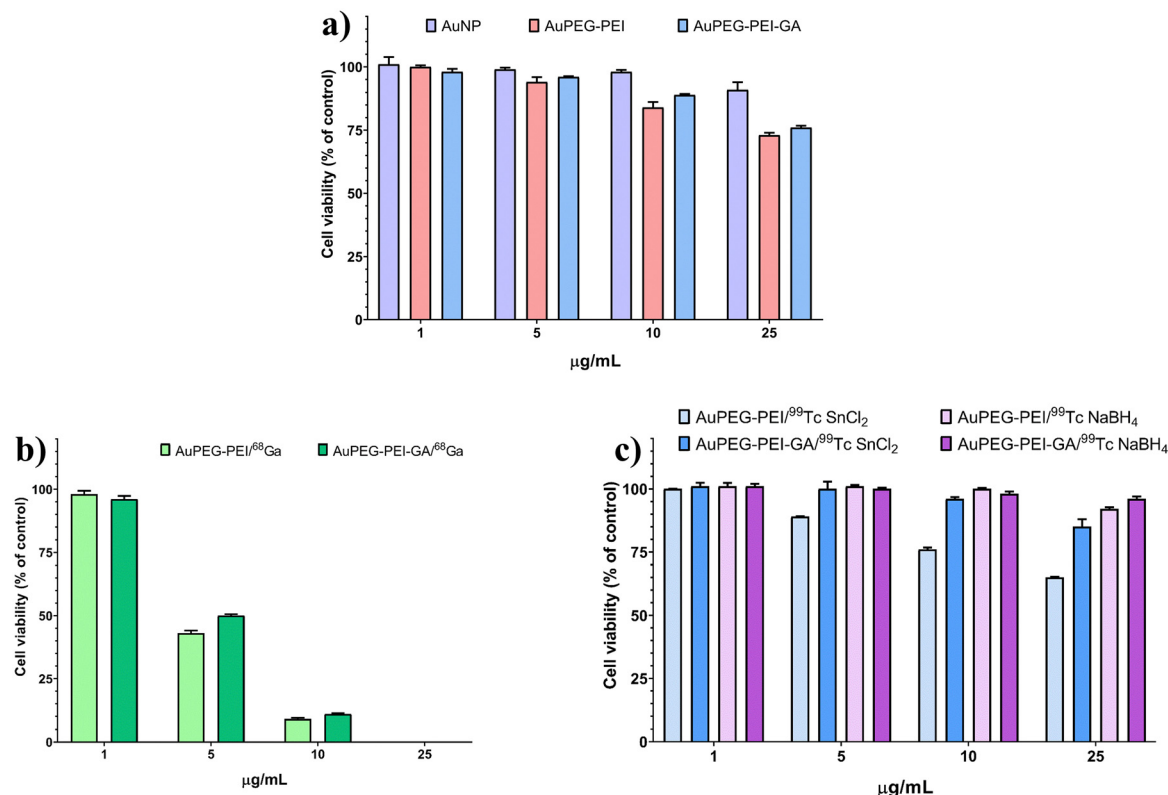 a)
AuNP AuPEG-PEI AuPEG-PEI-GA
Cell viability (% of control)
100
75
50
25
0
1 5 10 25
μg/mL
b)
AuPEG-PEI/⁶⁸Ga AuPEG-PEI-GA/⁶⁸Ga
Cell viability (% of control)
100
75
50
25
0
1 5 10 25
μg/mL
c)
AuPEG-PEI/⁹⁹Tc SnCl₂ AuPEG-PEI/⁹⁹Tc NaBH₄
AuPEG-PEI-GA/⁹⁹Tc SnCl₂ AuPEG-PEI-GA/⁹⁹Tc NaBH₄
Cell viability (% of control)
100
75
50
25
0
1 5 10 25
μg/mL